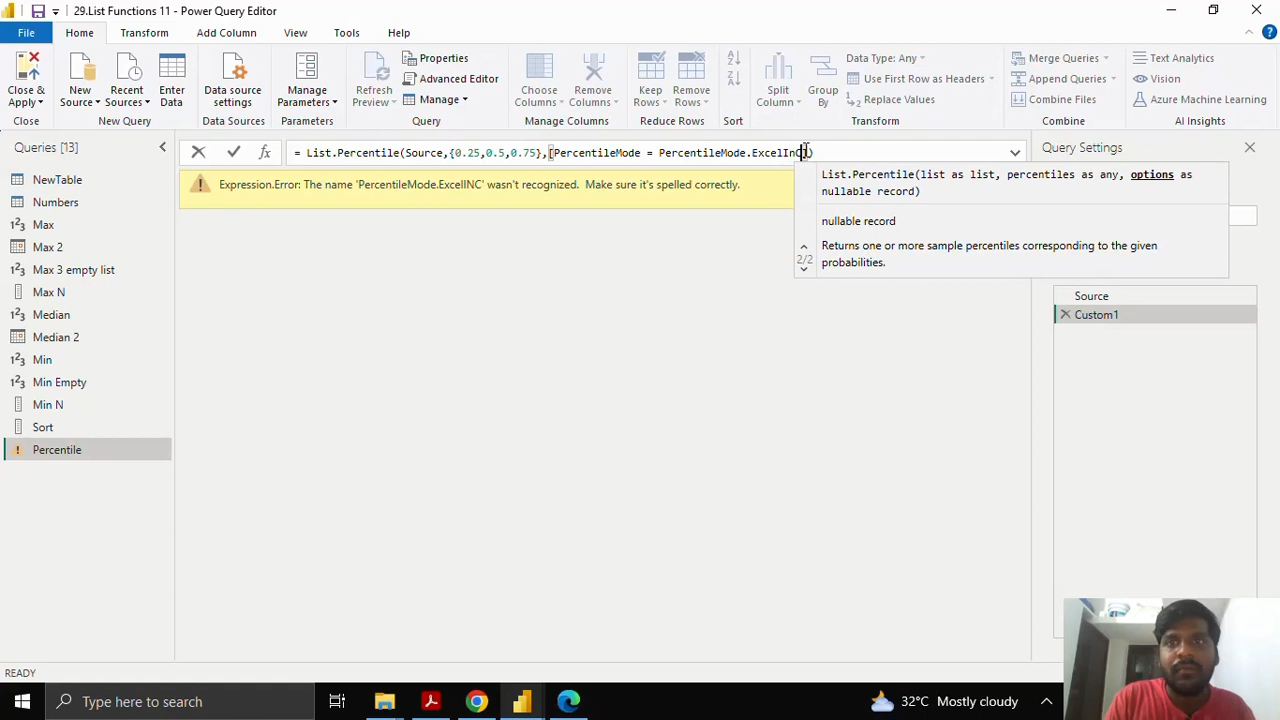 29.List Functions 11 - Power Query Editor
File
Home
Transform
Add Column
View
Tools
Help
Close &
Apply
New
Source
Recent
Sources
Enter
Data
Data source
settings
Manage
Parameters
Refresh
Preview
Properties
Advanced Editor
Manage
Choose
Columns
Remove
Columns
Keep
Rows
Remove
Rows
Split
Column
Group
By
Data Type: Any
Use First Row as Headers
Replace Values
Merge Queries
Append Queries
Combine Files
Text Analytics
Vision
Azure Machine Learning
Close
New Query
Data Sources
Parameters
Query
Manage Columns
Reduce Rows
Sort
Transform
Combine
AI Insights
Queries [13]
NewTable
Numbers
Max
Max 2
Max 3 empty list
Max N
Median
Median 2
Min
Min Empty
Min N
Sort
Percentile
= List.Percentile(Source,{0.25,0.5,0.75},[PercentileMode = PercentileMode.ExcelInC])
Expression.Error: The name 'PercentileMode.ExcelINC' wasn't recognized. Make sure it's spelled correctly.
List.Percentile(list as list, percentiles as any, options as
nullable record)
nullable record
2/2
Returns one or more sample percentiles corresponding to the given
probabilities.
Query Settings
Source
Custom1
READY
Type here to search
32°C Mostly cloudy